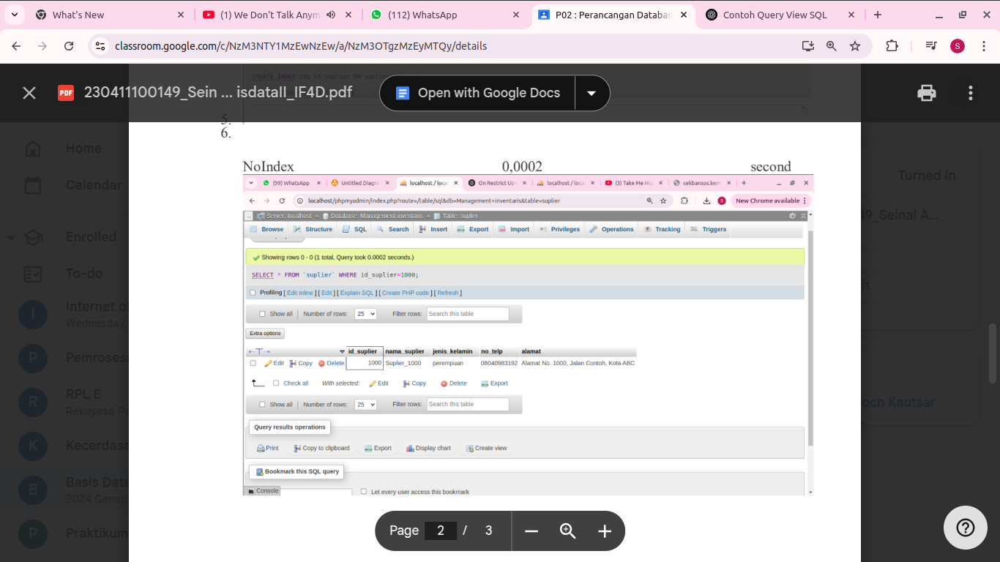 What's New
(1) We Don't Talk Anym
(112) WhatsApp
P02 : Perancangan Databas
Contoh Query View SQL
classroom.google.com/c/NzM3NTY1MzEwNzEw/a/NzM3OTgzMzEyMTQy/details
S
PDF
230411100149_Sein ... isdataII_IF4D.pdf
Open with Google Docs
CREATE INDEX idx_id_suplier ON suplier
5.
6.
Home
Calendar
Enrolled
To-do
I
Internet of
Wednesday,
P
Pemroses
R
RPL E
Rekayasa Pe
K
Kecerdasa
B
Basis Data
2024 Genap
P
Praktikum
Turned in
49_Seinal A...
it
och Kautsar
NoIndex 0,0002 second
(99) WhatsApp
Untitled Diagra
localhost / local
On Restrict Upd
localhost / local
(3) Take Me Hig
cekbansos.kem
localhost/phpmyadmin/index.php?route=/table/sql&db=Management+inventaris&table=suplier
S
New Chrome available
Server: localhost » Database: Management inventaris » Table: suplier
Browse Structure SQL Search Insert Export Import Privileges Operations Tracking Triggers
Showing rows 0 - 0 (1 total, Query took 0.0002 seconds.)
SELECT * FROM `suplier` WHERE id_suplier=1000;
Profiling [ Edit inline ] [ Edit ] [ Explain SQL ] [ Create PHP code ] [ Refresh ]
Show all | Number of rows: 25 Filter rows: Search this table
Extra options
←T→ id_suplier nama_suplier jenis_kelamin no_telp alamat
Edit Copy Delete 1000 Suplier_1000 perempuan 08040983192 Alamat No. 1000, Jalan Contoh, Kota ABC
Check all With selected: Edit Copy Delete Export
Show all | Number of rows: 25 Filter rows: Search this table
Query results operations
Print Copy to clipboard Export Display chart Create view
Bookmark this SQL query
Console
Let every user access this bookmark
Page 2 / 3